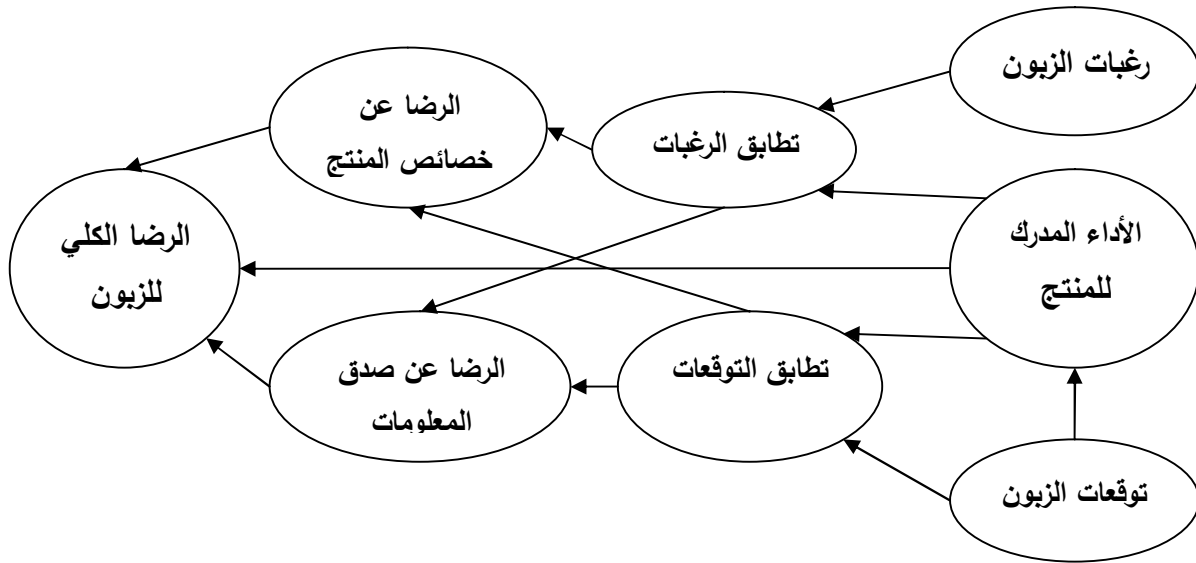 رغبات الزبون
الرضا عن
خصائص المنتج
تطابق الرغبات
الأداء المدرك
للمنتج
الرضا الكلي
للزبون
الرضا عن صدق
المعلومات
تطابق التوقعات
توقعات الزبون